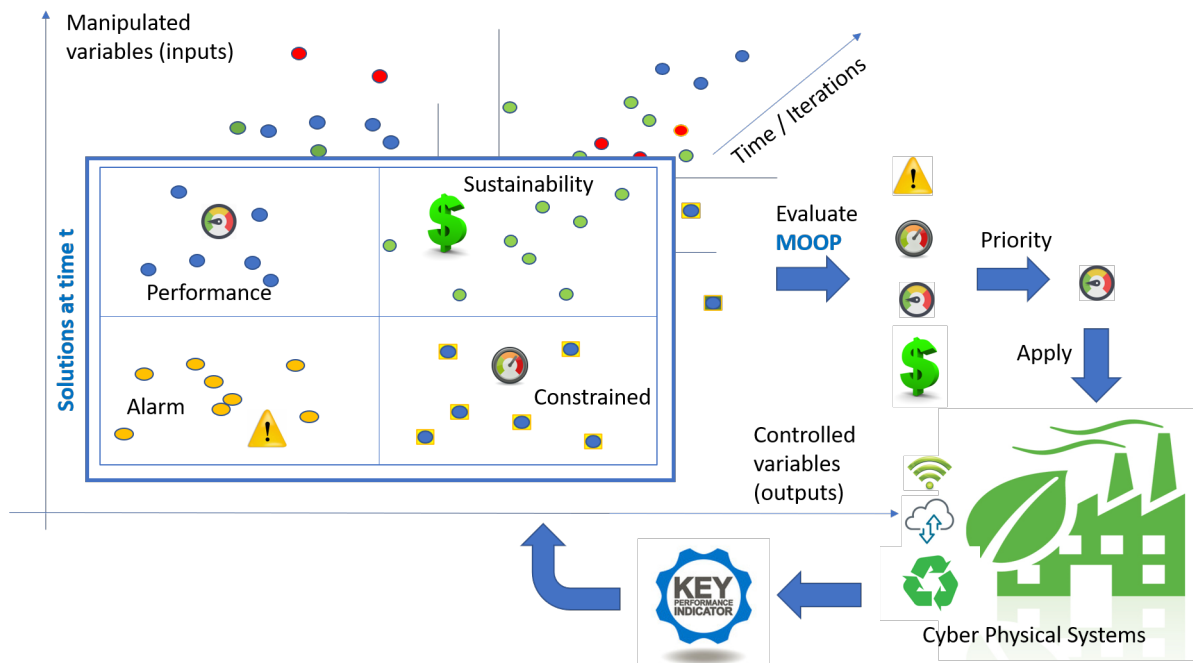 Manipulated
variables (inputs)
Time / Iterations
Solutions at time t
Sustainability
Performance
Alarm
Constrained
Evaluate
MOOP
Priority
Apply
Controlled
variables
(outputs)
KEY
PERFORMANCE
INDICATOR
Cyber Physical Systems